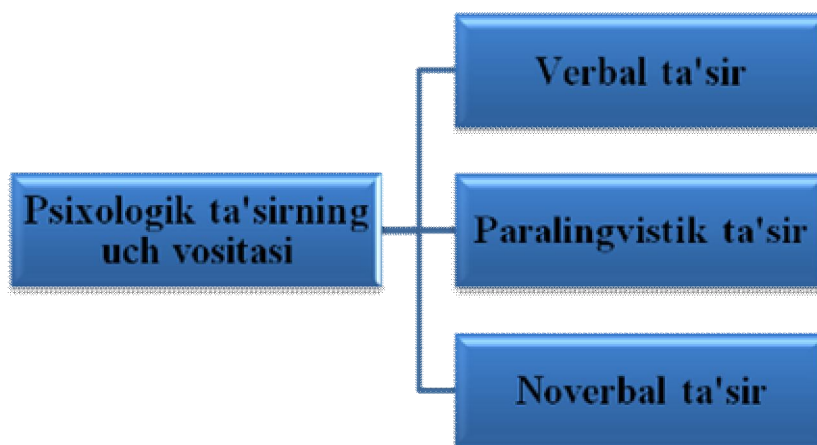 Psixologik ta'sirning
uch vositasi
Verbal ta'sir
Paralingvistik ta'sir
Noverbal ta'sir